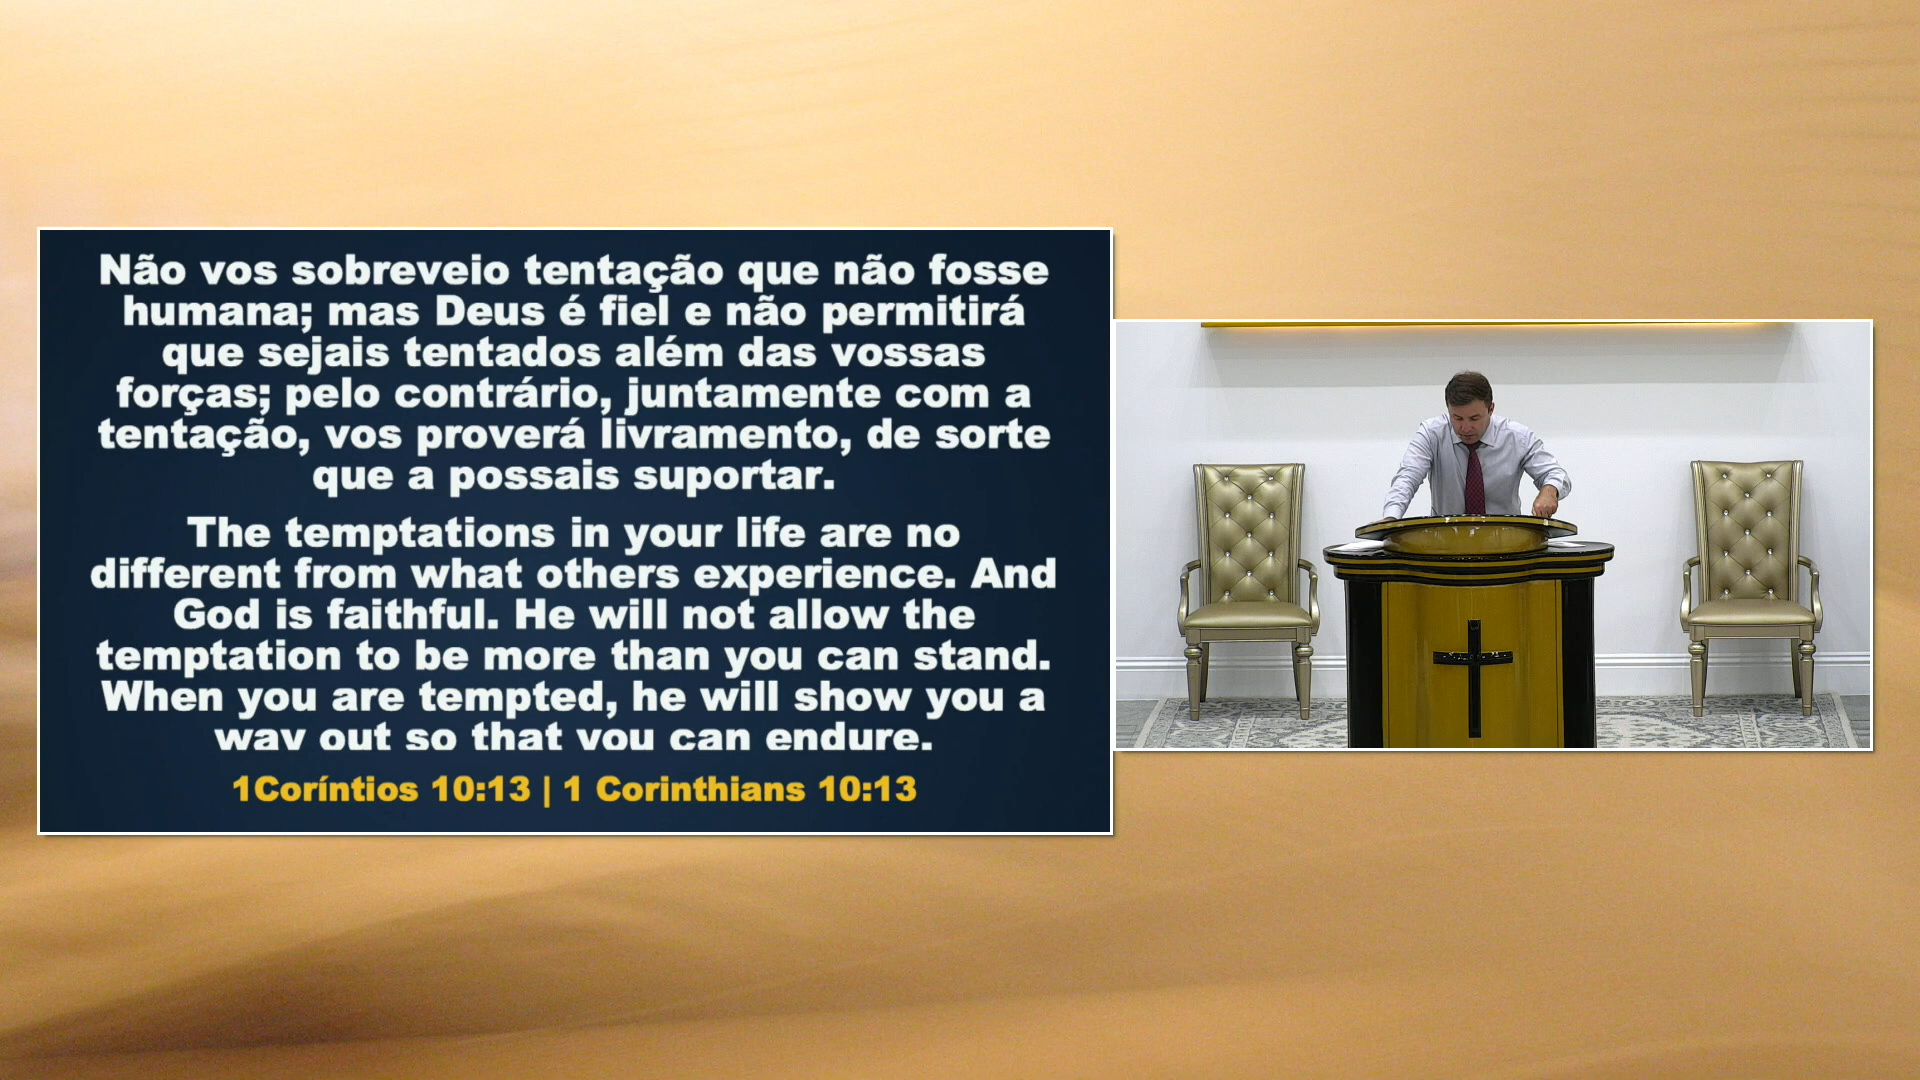 Não vos sobreveio tentação que não fosse
humana; mas Deus é fiel e não permitirá
que sejais tentados além das vossas
forças; pelo contrário, juntamente com a
tentação, vos proverá livramento, de sorte
que a possais suportar.
The temptations in your life are no
different from what others experience. And
God is faithful. He will not allow the
temptation to be more than you can stand.
When you are tempted, he will show you a
way out so that you can endure.
1Coríntios 10:13 | 1 Corinthians 10:13